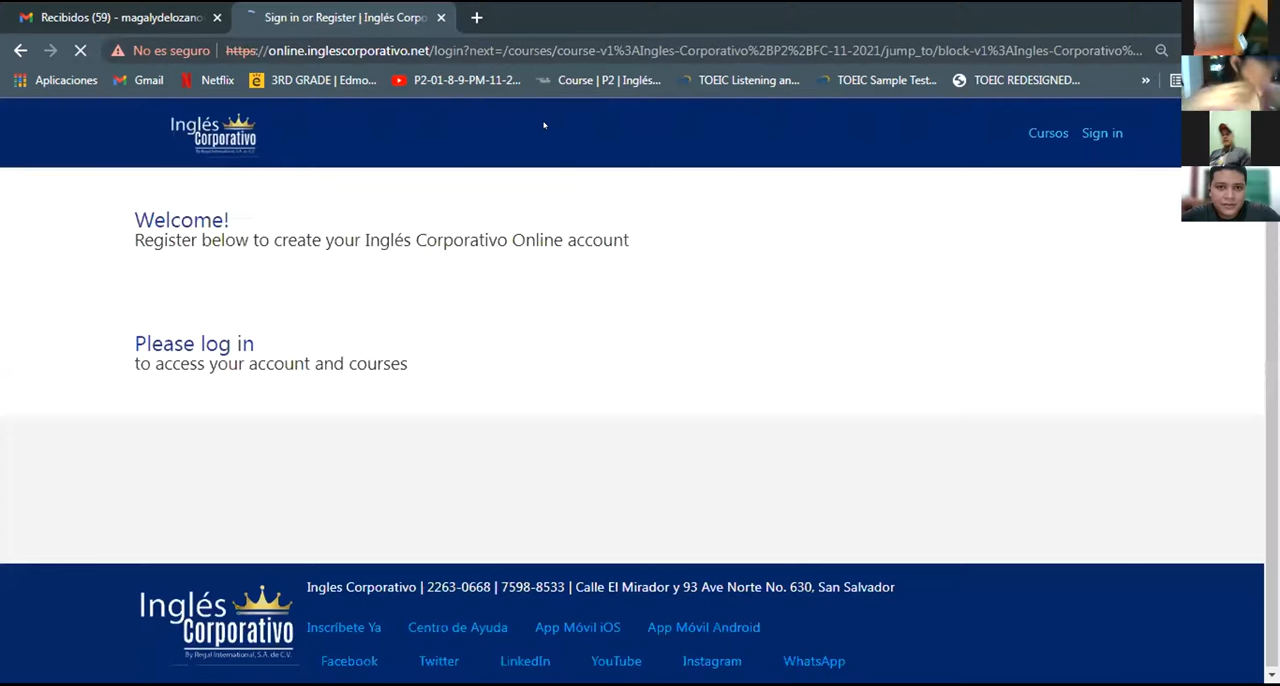 Recibidos (59) - magalydelozano
Sign in or Register | Inglés Corpo
No es seguro | https://online.inglescorporativo.net/login?next=/courses/course-v1%3AIngles-Corporativo%2BP2%2BFC-11-2021/jump_to/block-v1%3AIngles-Corporativo%...
Aplicaciones Gmail Netflix 3RD GRADE | Edmo... P2-01-8-9-PM-11-2... Course | P2 | Inglés... TOEIC Listening an... TOEIC Sample Test... TOEIC REDESIGNED... »
Inglés
Corporativo
Cursos Sign in
Welcome!
Register below to create your Inglés Corporativo Online account
Please log in
to access your account and courses
Inglés
Corporativo
By Regal International, S.A. de C.V.
Ingles Corporativo | 2263-0668 | 7598-8533 | Calle El Mirador y 93 Ave Norte No. 630, San Salvador
Inscríbete Ya Centro de Ayuda App Móvil iOS App Móvil Android
Facebook Twitter LinkedIn YouTube Instagram WhatsApp